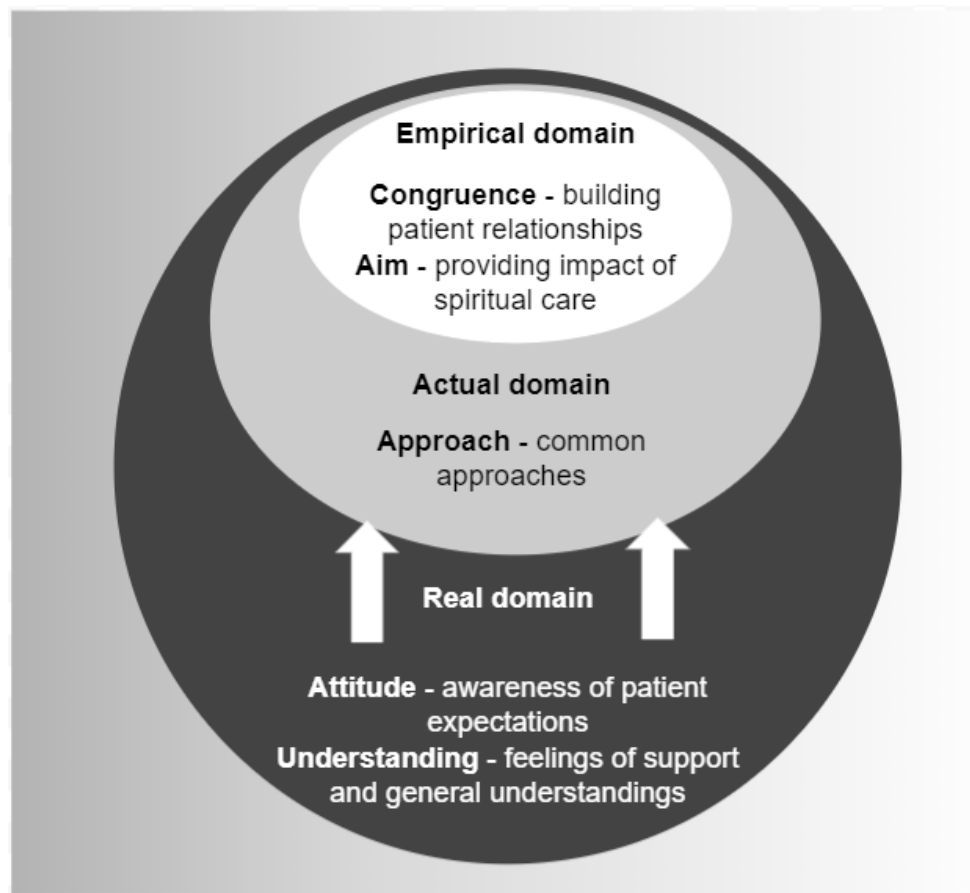 Empirical domain
Congruence - building
patient relationships
Aim - providing impact of
spiritual care
Actual domain
Approach - common
approaches
Real domain
Attitude - awareness of patient
expectations
Understanding - feelings of support
and general understandings